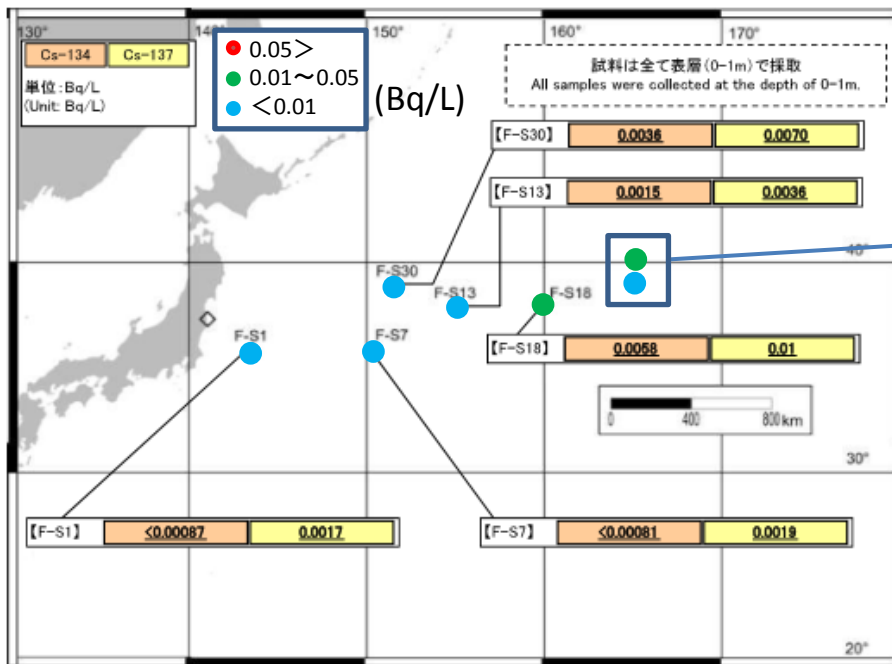 130°
140°
150°
160°
170°
Cs-134 Cs-137
単位:Bq/L
(Unit: Bq/L)
0.05>
0.01~0.05
<0.01
(Bq/L)
試料は全て表層(0-1m)で採取
All samples were collected at the depth of 0-1m.
【F-S30】 0.0036 0.0070
【F-S13】 0.0015 0.0036
40°
F-S30
F-S13
F-S18
F-S1
F-S7
【F-S18】 0.0058 0.01
0 400 800km
30°
【F-S1】 <0.00087 0.0017
【F-S7】 <0.00081 0.0019
20°